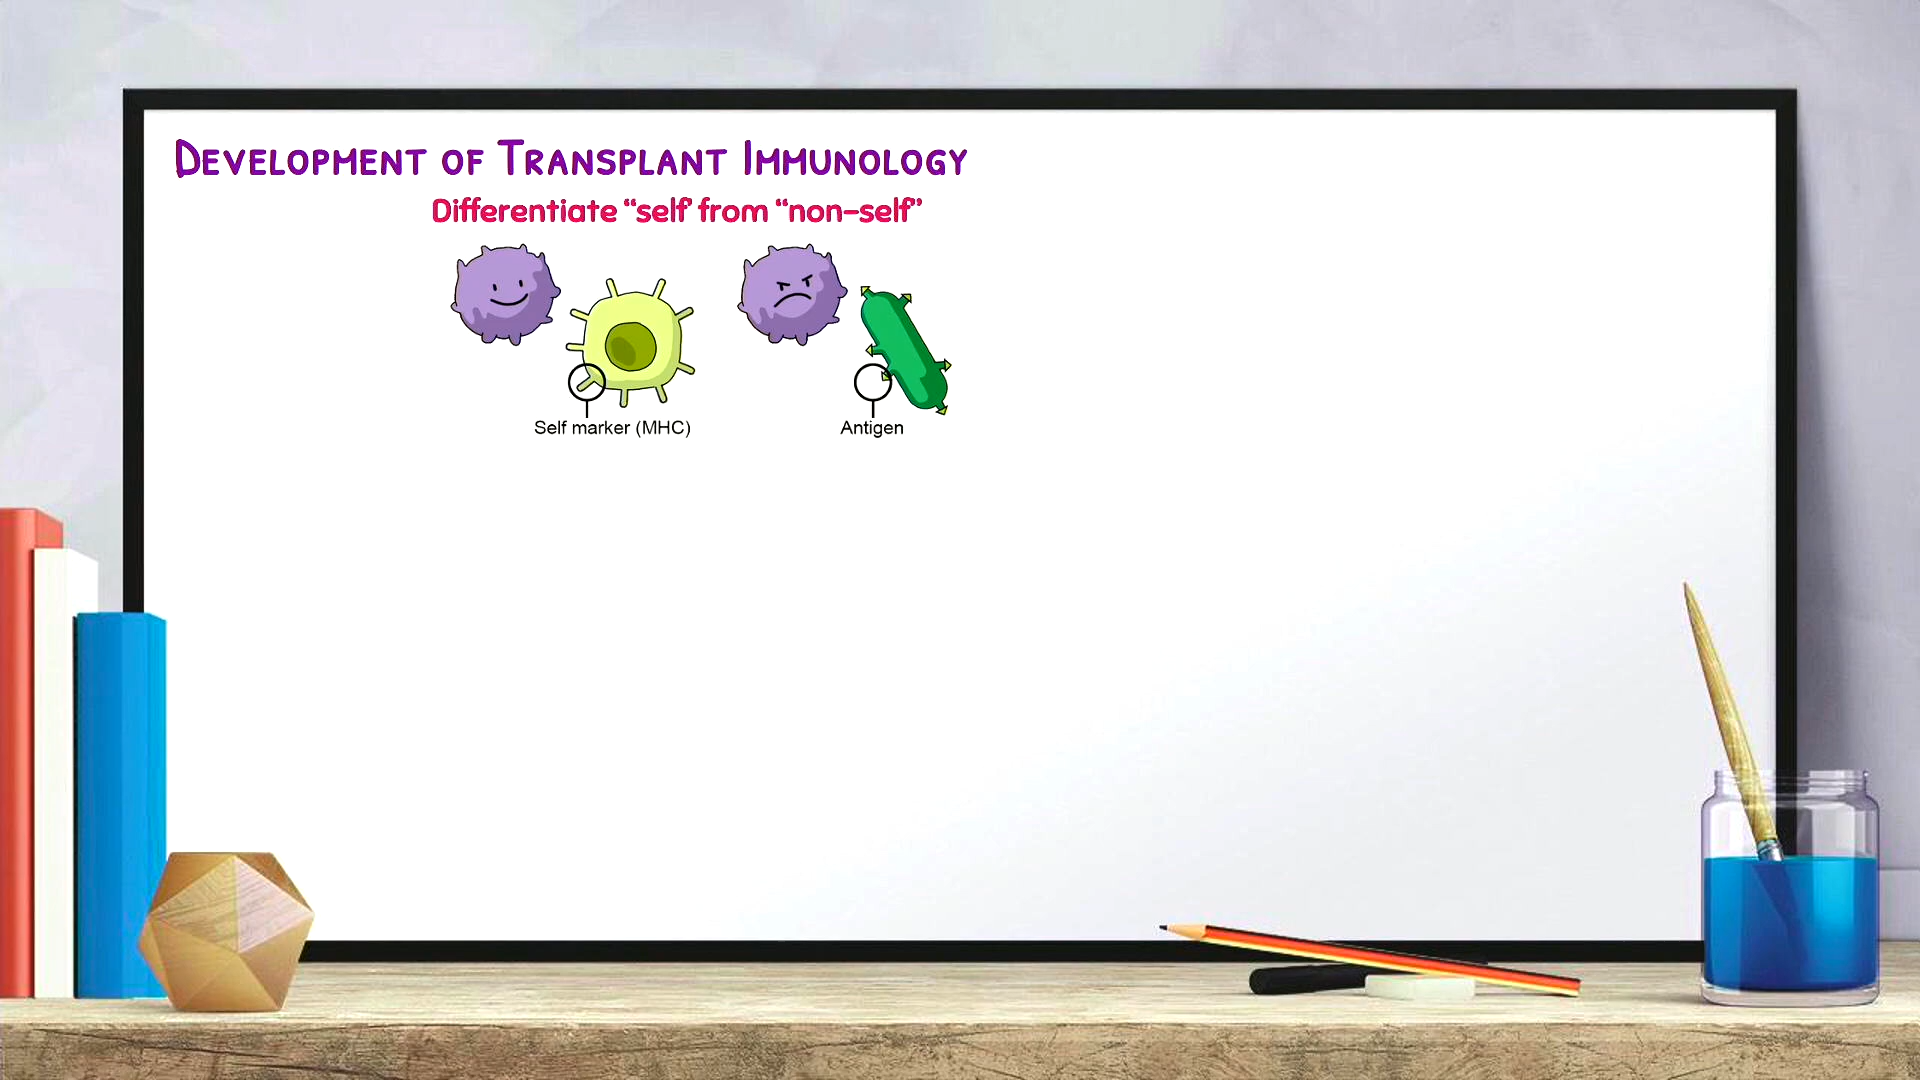 Development of Transplant Immunology
Differentiate “self’ from “non-self”
Self marker (MHC)
Antigen